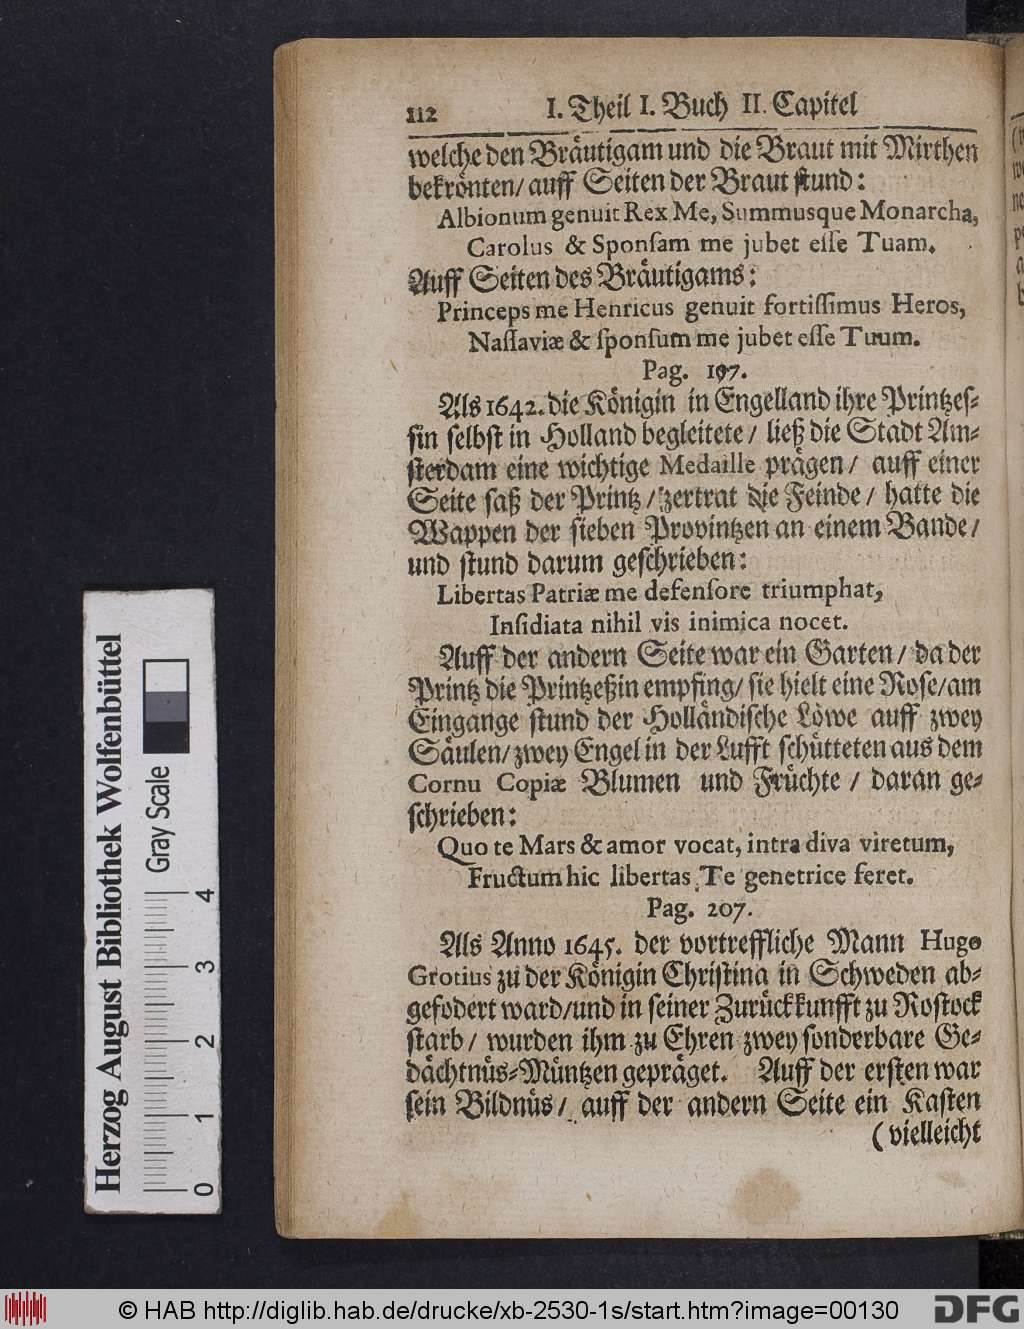 112 I. Theil I. Buch II. Capitel
welche den Bräutigam und die Braut mit Mirthen
bekrönten/ auff Seiten der Braut stund:
Albionum genuit Rex Me, Summusque Monarcha,
Carolus & Sponſam me jubet eſſe Tuam.
Auff Seiten des Bräutigams:
Princeps me Henricus genuit fortiſſimus Heros,
Naſſaviæ & ſponſum me jubet eſſe Tuum.
Pag. 197.
Als 1642. die Königin in Engelland ihre Printzeſ-
ſin ſelbſt in Holland begleitete / ließ die Stadt Am-
ſterdam eine wichtige Medaille prägen / auff einer
Seite ſaß der Printz / zertrat die Feinde / hatte die
Wappen der ſieben Provintzen an einem Bande /
und ſtund darum geſchrieben:
Libertas Patriæ me defenſore triumphat,
Inſidiata nihil vis inimica nocet.
Auff der andern Seite war ein Garten / da der
Printz die Printzeßin empfing/ ſie hielt eine Roſe/am
Eingange ſtund der Holländiſche Löwe auff zwey
Säulen/ zwey Engel in der Lufft ſchütteten aus dem
Cornu Copiæ Blumen und Früchte / daran ge-
ſchrieben:
Quo te Mars & amor vocat, intra diva viretum,
Fructum hic libertas Te genetrice feret.
Pag. 207.
Als Anno 1645. der vortreffliche Mann Hugo
Grotius zu der Königin Chriſtina in Schweden ab-
gefodert ward/und in ſeiner Zurückkunfft zu Roſtock
ſtarb / wurden ihm zu Ehren zwey ſonderbare Ge-
dächtnüs-Müntzen gepräget. Auff der erſten war
ſein Bildnüs / auff der andern Seite ein Kaſten
(vielleicht
Herzog August Bibliothek Wolfenbüttel
Gray Scale
0 1 2 3 4
© HAB http://diglib.hab.de/drucke/xb-2530-1s/start.htm?image=00130
DFG